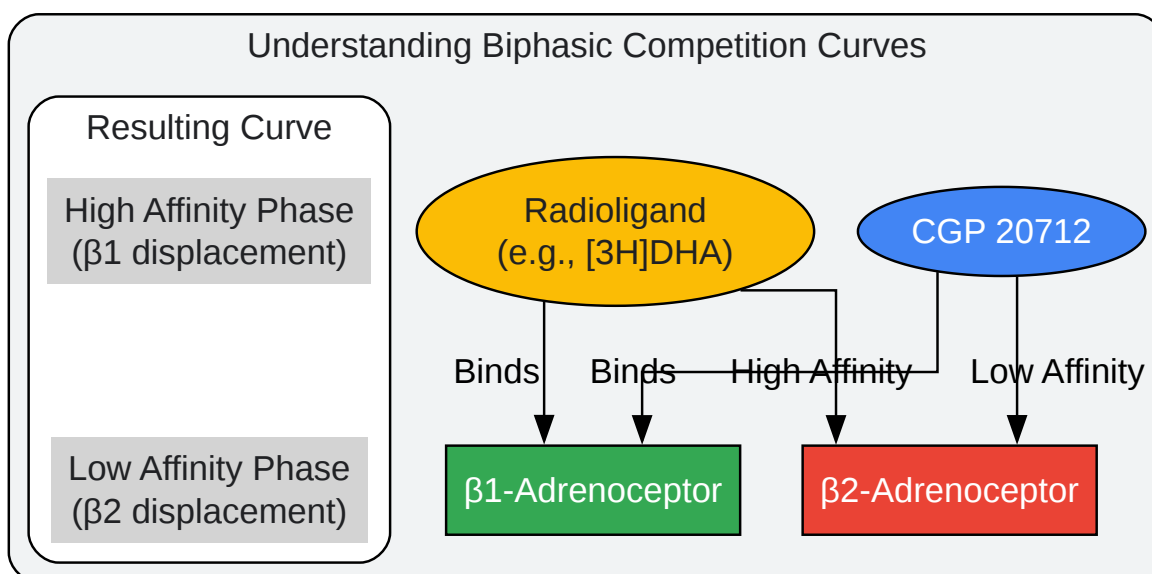 Understanding Biphasic Competition Curves
Resulting Curve
High Affinity Phase
(β1 displacement)
Radioligand
(e.g., [3H]DHA)
CGP 20712
Binds
Binds
High Affinity
Low Affinity
Low Affinity Phase
(β2 displacement)
β1-Adrenoceptor
β2-Adrenoceptor